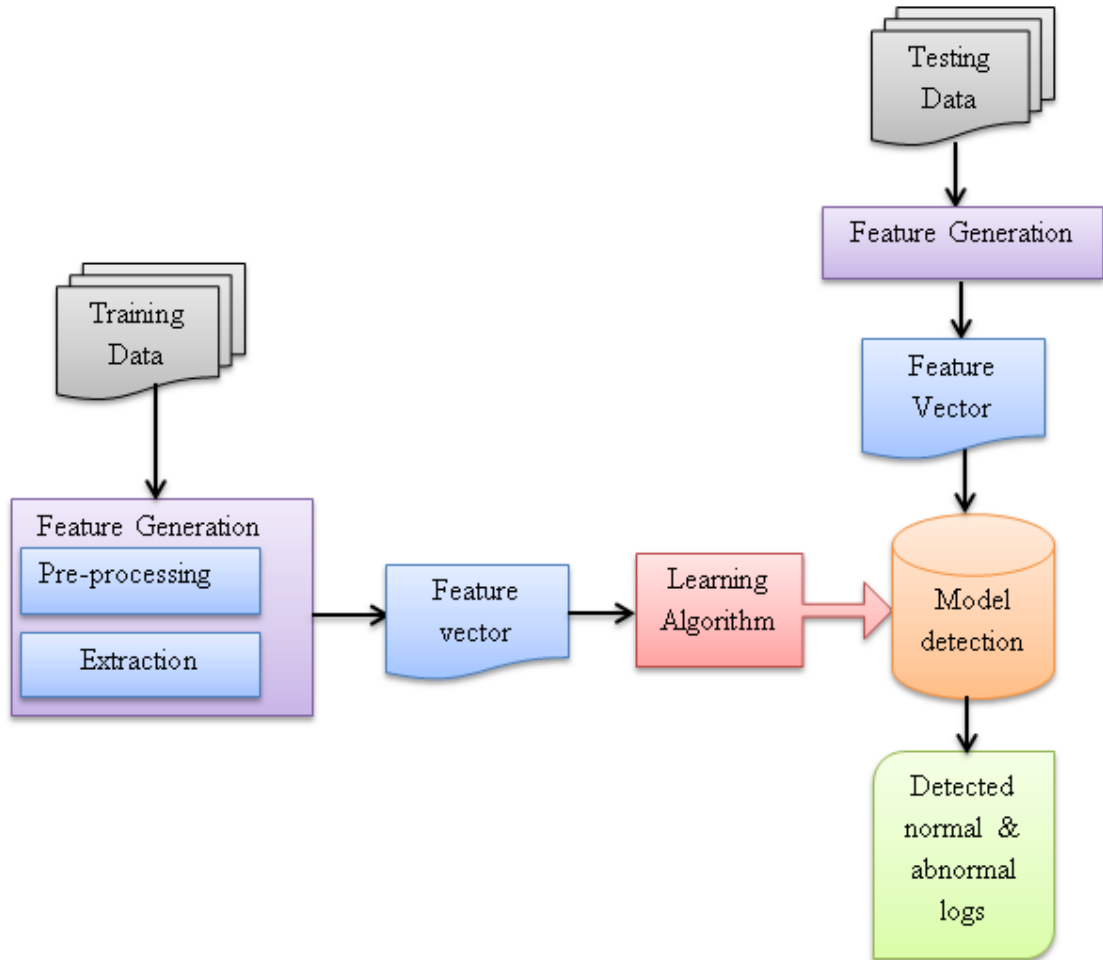 Testing
Data
Feature Generation
Feature
Vector
Training
Data
Feature Generation
Pre-processing
Extraction
Feature
vector
Learning
Algorithm
Model
detection
Detected
normal &
abnormal
logs